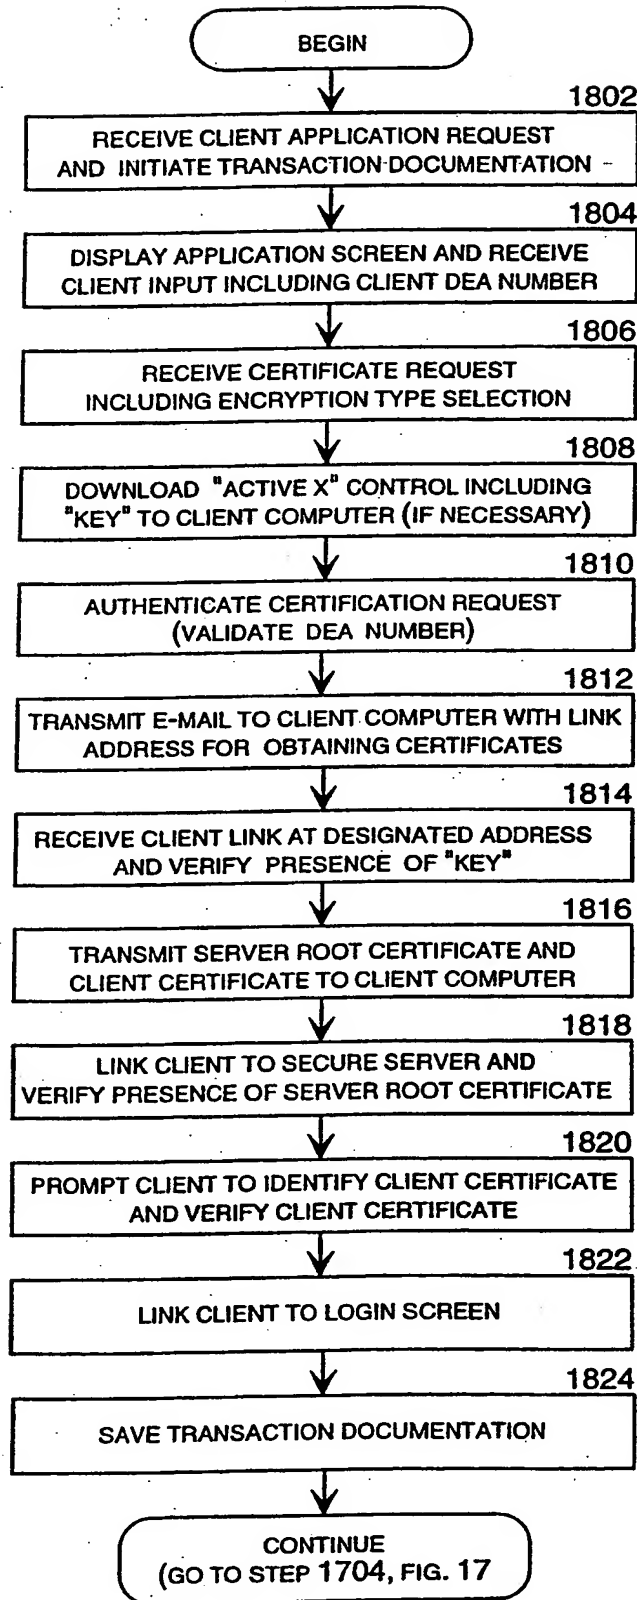 BEGIN
1802
RECEIVE CLIENT APPLICATION REQUEST
AND INITIATE TRANSACTION DOCUMENTATION
1804
DISPLAY APPLICATION SCREEN AND RECEIVE
CLIENT INPUT INCLUDING CLIENT DEA NUMBER
1806
RECEIVE CERTIFICATE REQUEST
INCLUDING ENCRYPTION TYPE SELECTION
1808
DOWNLOAD "ACTIVE X" CONTROL INCLUDING
"KEY" TO CLIENT COMPUTER (IF NECESSARY)
1810
AUTHENTICATE CERTIFICATION REQUEST
(VALIDATE DEA NUMBER)
1812
TRANSMIT E-MAIL TO CLIENT COMPUTER WITH LINK
ADDRESS FOR OBTAINING CERTIFICATES
1814
RECEIVE CLIENT LINK AT DESIGNATED ADDRESS
AND VERIFY PRESENCE OF "KEY"
1816
TRANSMIT SERVER ROOT CERTIFICATE AND
CLIENT CERTIFICATE TO CLIENT COMPUTER
1818
LINK CLIENT TO SECURE SERVER AND
VERIFY PRESENCE OF SERVER ROOT CERTIFICATE
1820
PROMPT CLIENT TO IDENTIFY CLIENT CERTIFICATE
AND VERIFY CLIENT CERTIFICATE
1822
LINK CLIENT TO LOGIN SCREEN
1824
SAVE TRANSACTION DOCUMENTATION
CONTINUE
(GO TO STEP 1704, FIG. 17